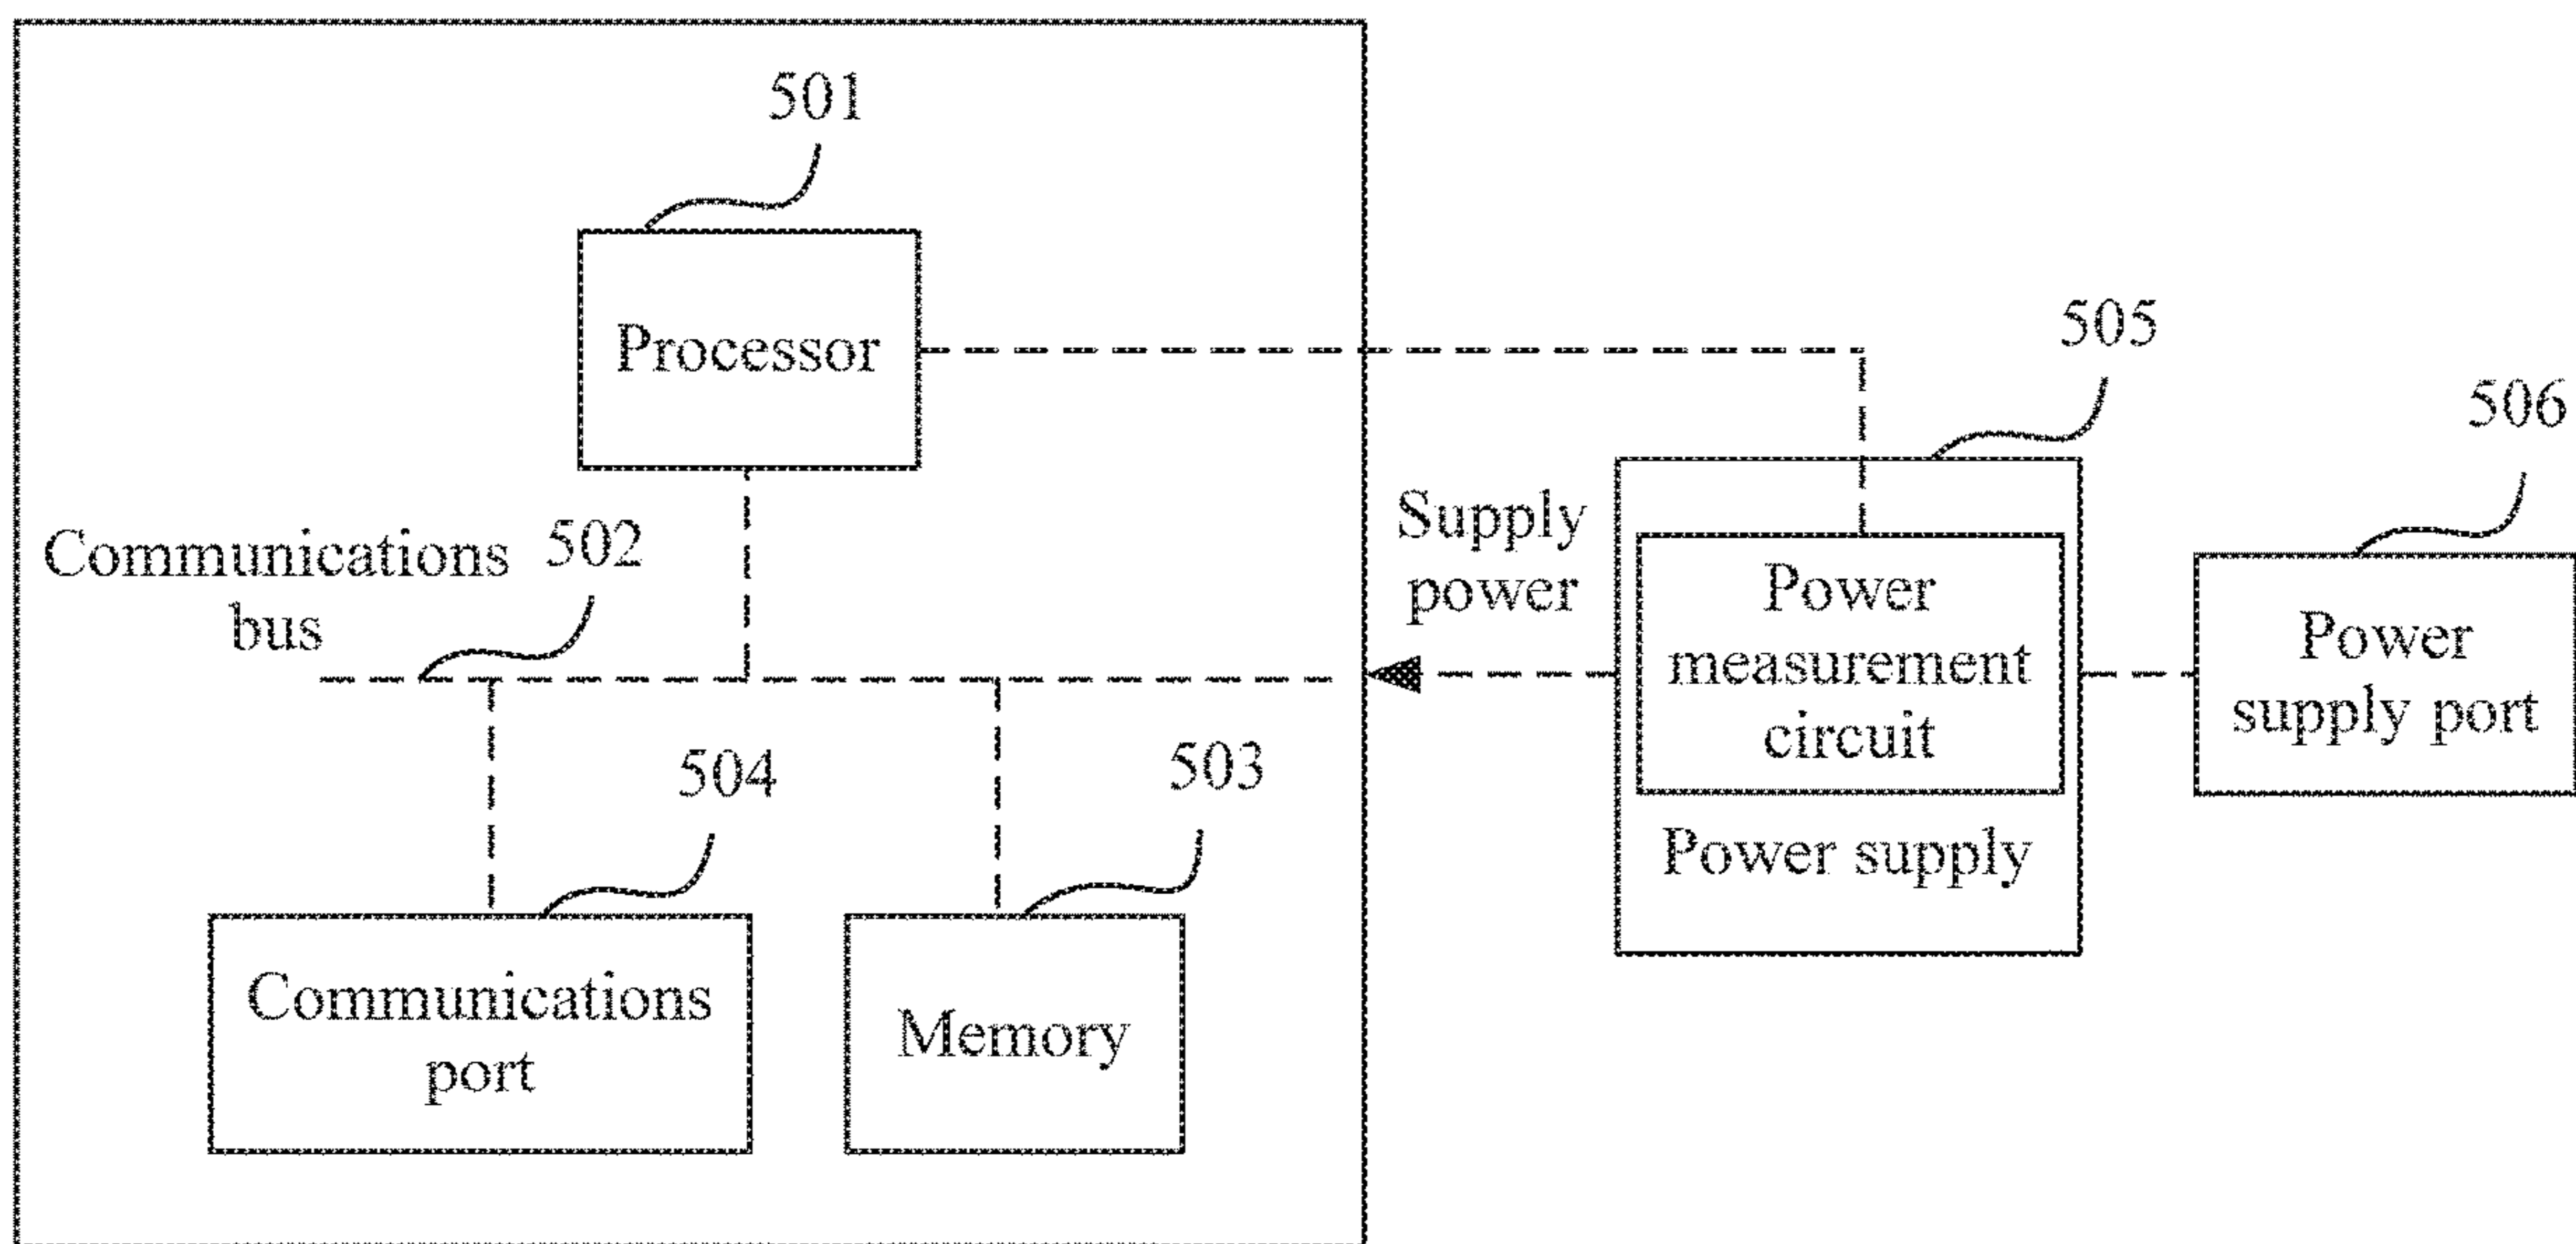 501
Processor
505
506
Communications
bus
502
Supply
power
Power
measurement
circuit
Power supply
Power
supply port
504
503
Communications
port
Memory